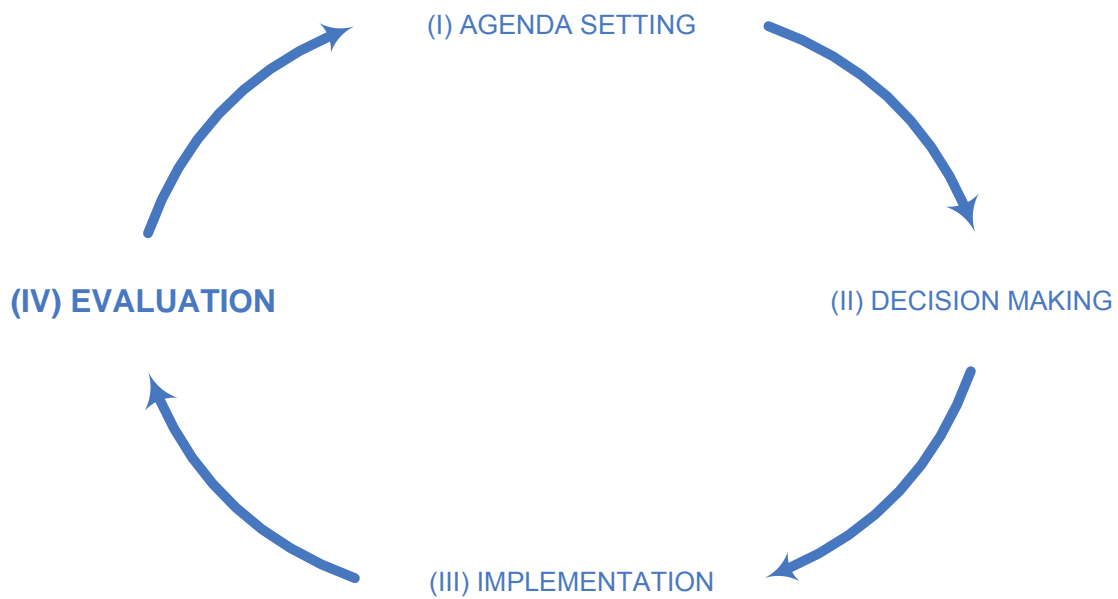 (I) AGENDA SETTING
(IV) EVALUATION
(II) DECISION MAKING
(III) IMPLEMENTATION